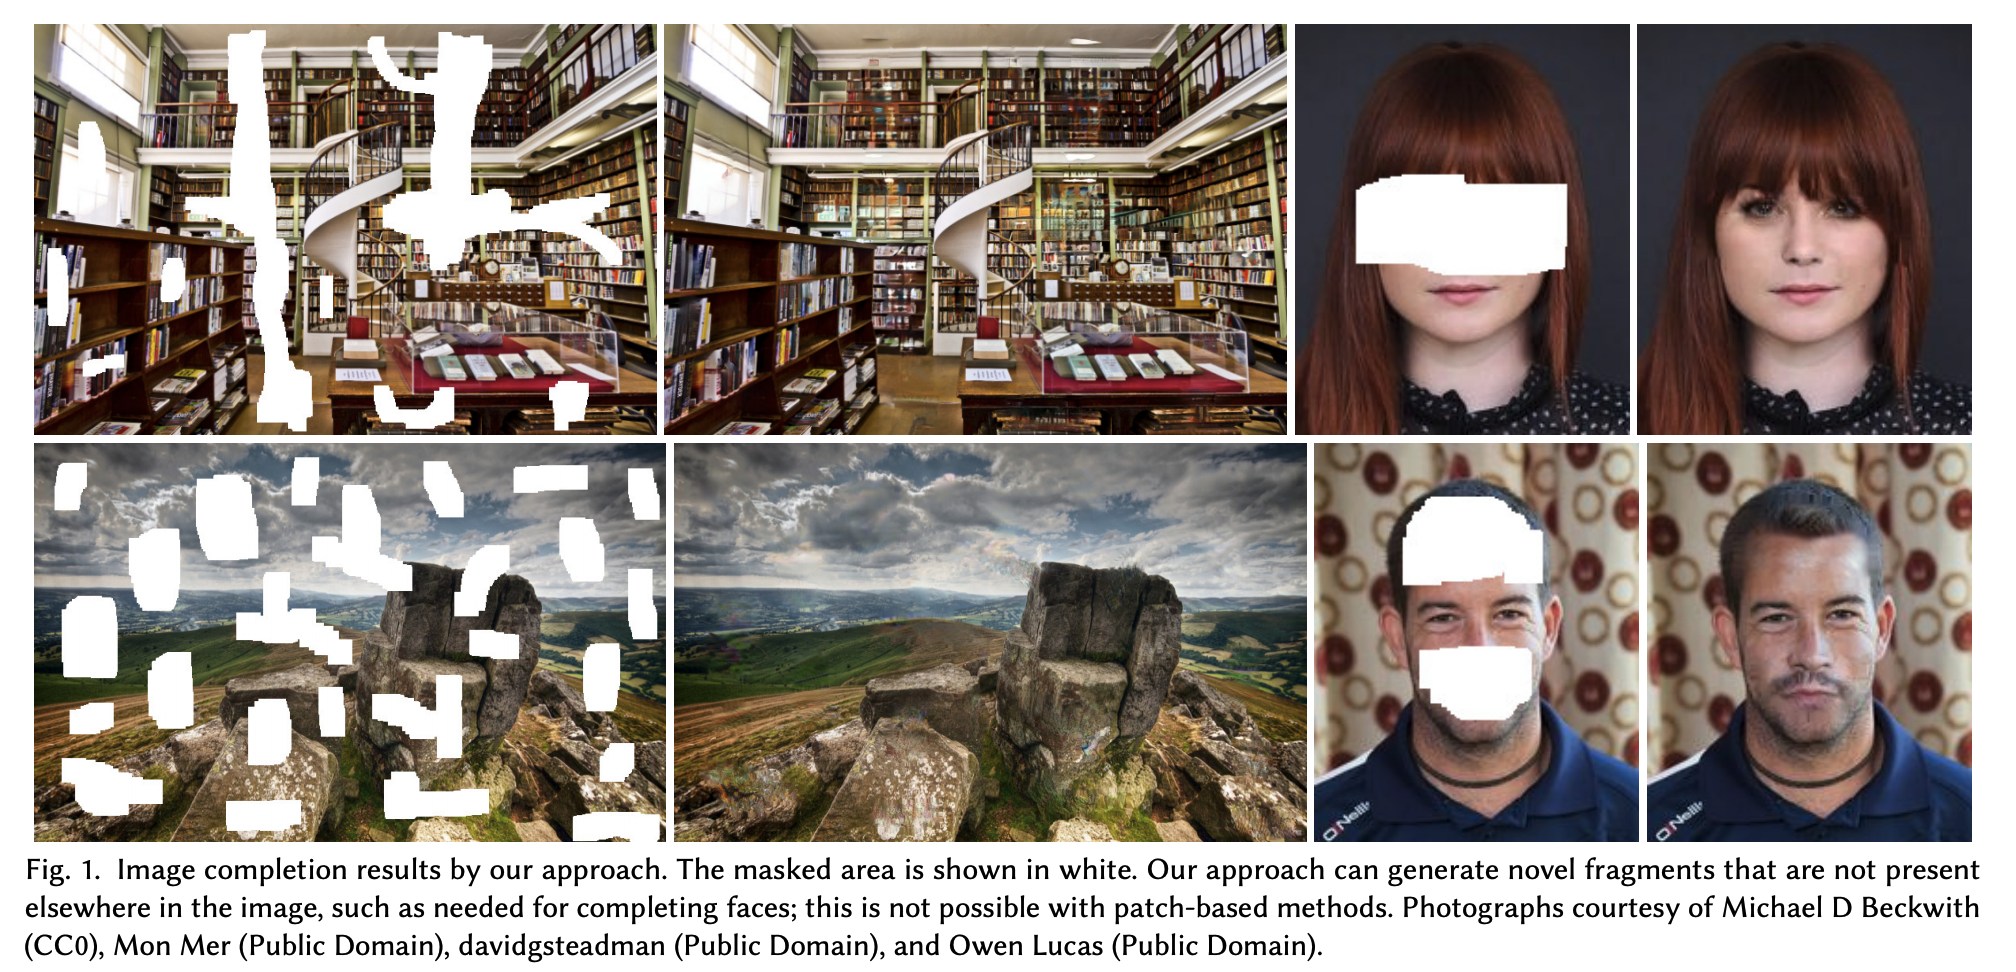 O'Neill
O'Neill
Fig. 1. Image completion results by our approach. The masked area is shown in white. Our approach can generate novel fragments that are not present
elsewhere in the image, such as needed for completing faces; this is not possible with patch-based methods. Photographs courtesy of Michael D Beckwith
(CC0), Mon Mer (Public Domain), davidgsteadman (Public Domain), and Owen Lucas (Public Domain).